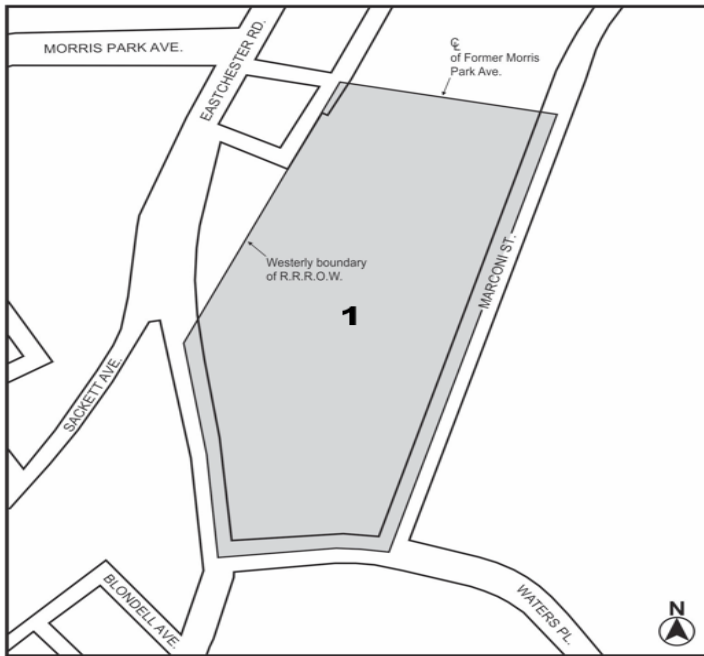 MORRIS PARK AVE.
EASTCHESTER RD.
℄
of Former Morris
Park Ave.
Westerly boundary
of R.R.R.O.W.
1
MARCONI ST.
SACKETT AVE.
BLONDELL AVE.
WATERS PL.
N